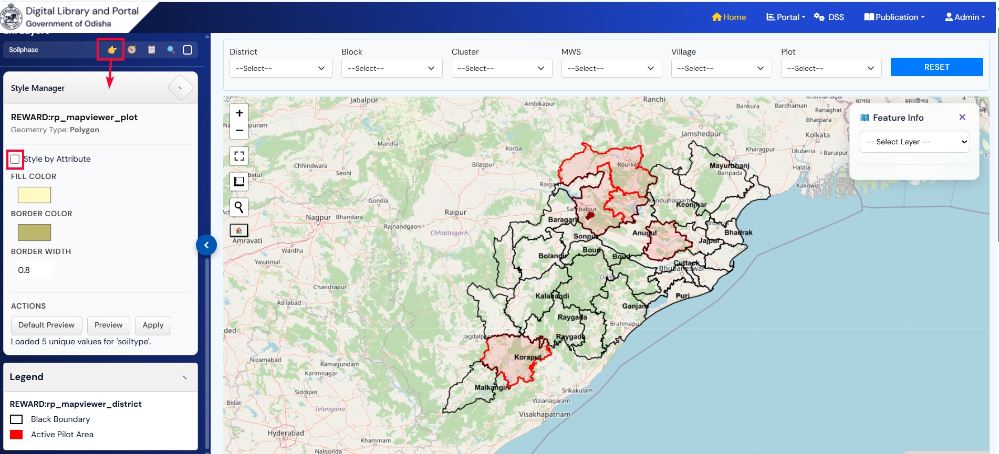 Digital Library and Portal
Government of Odisha
Home
Portal
DSS
Publication
Admin
Soilphase
Style Manager
REWARD:rp_mapviewer_plot
Geometry Type: Polygon
Style by Attribute
FILL COLOR
BORDER COLOR
BORDER WIDTH
0.8
ACTIONS
Default Preview
Preview
Apply
Loaded 5 unique values for 'soiltype'.
Legend
REWARD:rp_mapviewer_district
Black Boundary
Active Pilot Area
District
Block
Cluster
MWS
Village
Plot
--Select--
--Select--
--Select--
--Select--
--Select--
--Select--
RESET
+
−
Feature Info
-- Select Layer --
Jabalpur
Ambikapur
Ranchi
Bankura
Bardhaman
Krishnanagar
Ranaghat
যশোর
মাদারীপুর
Bhatpara
Kolkata
Jamshedpur
Kharagpur
Uluberia
Baruipur
Haldia
Kakdwip
Mandla
Korba
Rourkela
Mayurbhanj
Baripada
Chhindwara
Seoni
Bilaspur
Betul
Gondia
Kendujhargarh
Keonjhar
Sambalpur
Nagpur
Bhandara
Raipur
Rajnandgaon
Chhattisgarh
Baragarh
Anugul
Bhadrak
Bhadrak
Jajpur
Amravati
Sonpur
Wardha
Boud
Boud
Bolangir
Cuttack
Bhubaneswar
Yavatmal
Odisha
Chandrapur
Kalahandi
Puri
Ganjam
Adilabad
Raygada
Brahmapur
Raygada
Jagdalpur
Koraput
Nizamabad
Ramagundam
Karimnagar
Malkangiri
Srikakulam
Siddipet
Bidar
Vizianagaram
Telangana
Visakhapatnam
Hyderabad
Khammam
Nalgonda